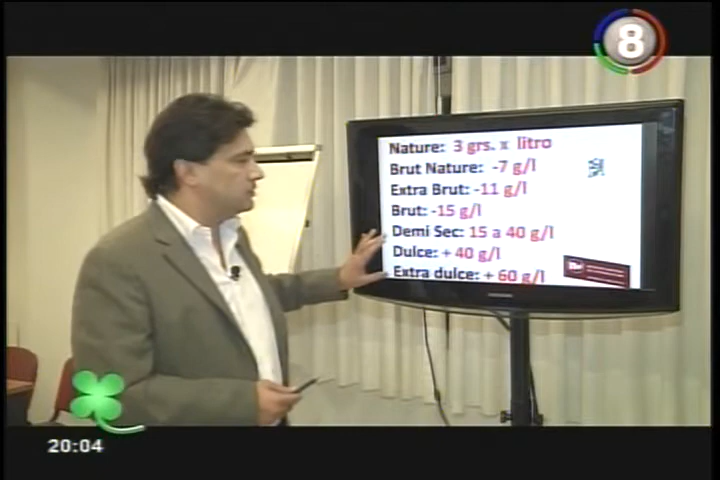 8
Nature: 3 grs. x litro
Brut Nature: -7 g/l
Extra Brut: -11 g/l
Brut: -15 g/l
Demi Sec: 15 a 40 g/l
Dulce: + 40 g/l
Extra dulce: + 60 g/l
20:04